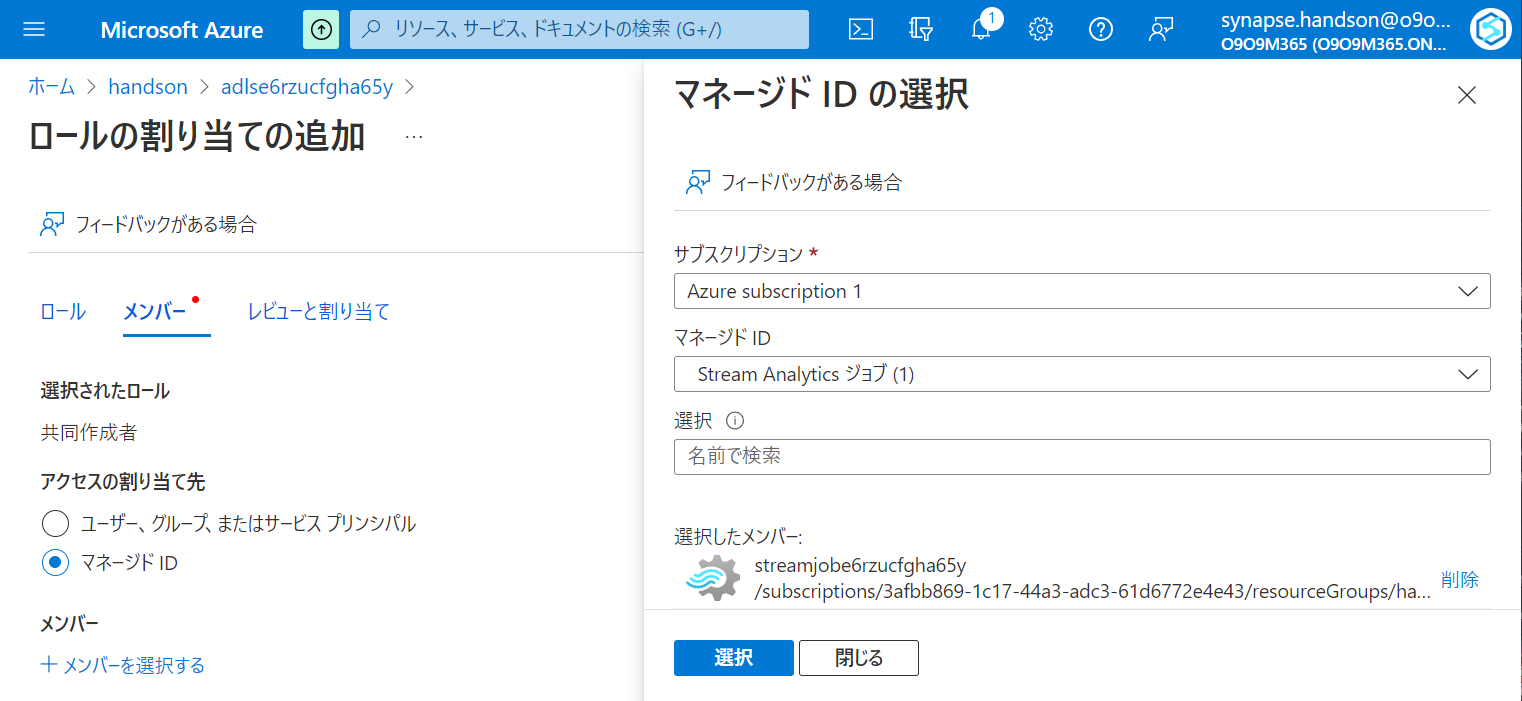 Microsoft Azure
リソース、サービス、ドキュメントの検索 (G+/)
1
synapse.handson@o9o...
O9O9M365 (O9O9M365.ON...
ホーム > handson > adlse6rzucfgha65y >
ロールの割り当ての追加 ...
フィードバックがある場合
ロール メンバー レビューと割り当て
選択されたロール
共同作成者
アクセスの割り当て先
ユーザー、グループ、またはサービス プリンシパル
マネージド ID
メンバー
+ メンバーを選択する
マネージド ID の選択
フィードバックがある場合
サブスクリプション *
Azure subscription 1
マネージド ID
Stream Analytics ジョブ (1)
選択
名前で検索
選択したメンバー:
streamjobe6rzucfgha65y
/subscriptions/3afbb869-1c17-44a3-adc3-61d6772e4e43/resourceGroups/ha...
削除
選択 閉じる